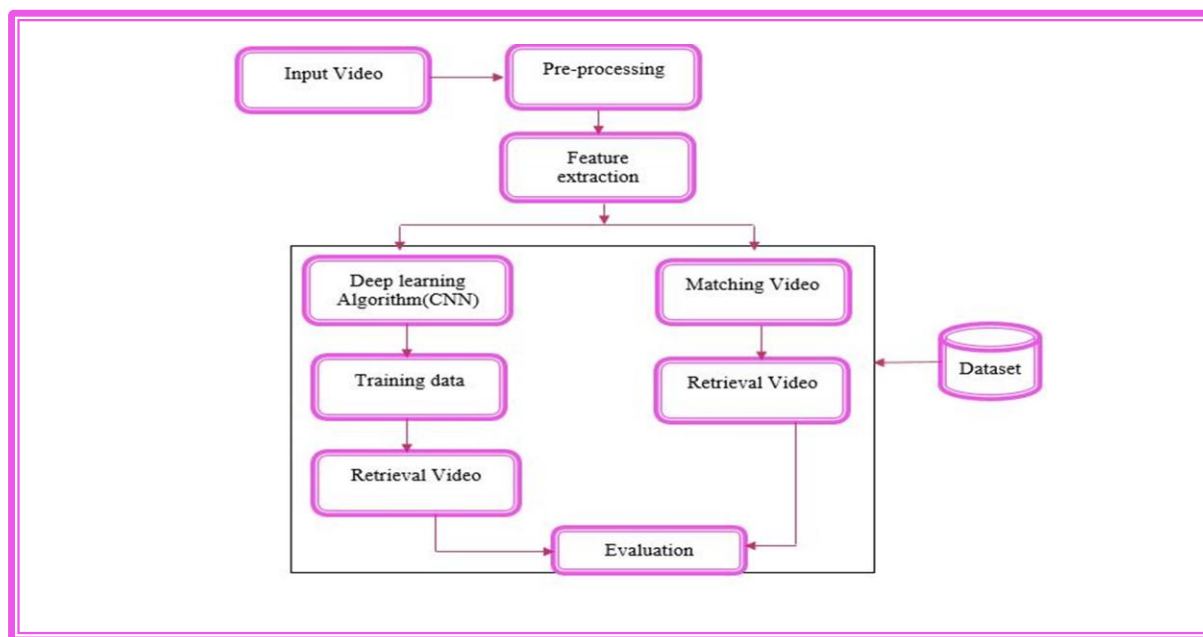 Input Video
Pre-processing
Feature
extraction
Deep learning
Algorithm(CNN)
Matching Video
Training data
Retrieval Video
Dataset
Retrieval Video
Evaluation